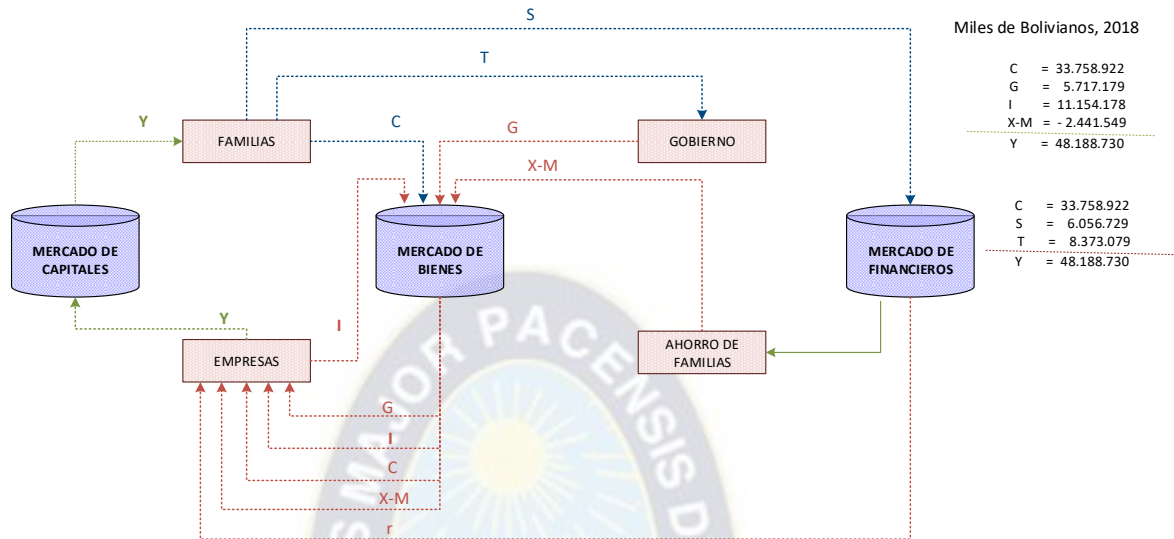 S
Miles de Bolivianos, 2018
T
C = 33.758.922
G = 5.717.179
I = 11.154.178
X-M = - 2.441.549
Y = 48.188.730
Y
FAMILIAS
C
G
GOBIERNO
X-M
C = 33.758.922
S = 6.056.729
T = 8.373.079
Y = 48.188.730
MERCADO DE
CAPITALES
MERCADO DE
BIENES
MERCADO DE
FINANCIEROS
Y
I
EMPRESAS
AHORRO DE
FAMILIAS
G
I
C
X-M
r
S MAJOR PACENSIS D